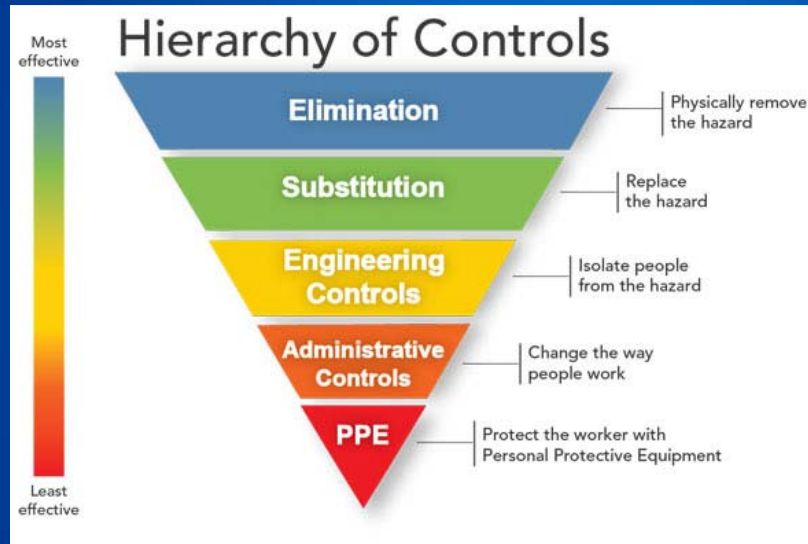 Hierarchy of Controls
Most
effective
Elimination
Physically remove
the hazard
Substitution
Replace
the hazard
Engineering
Controls
Isolate people
from the hazard
Administrative
Controls
Change the way
people work
PPE
Protect the worker with
Personal Protective Equipment
Least
effective